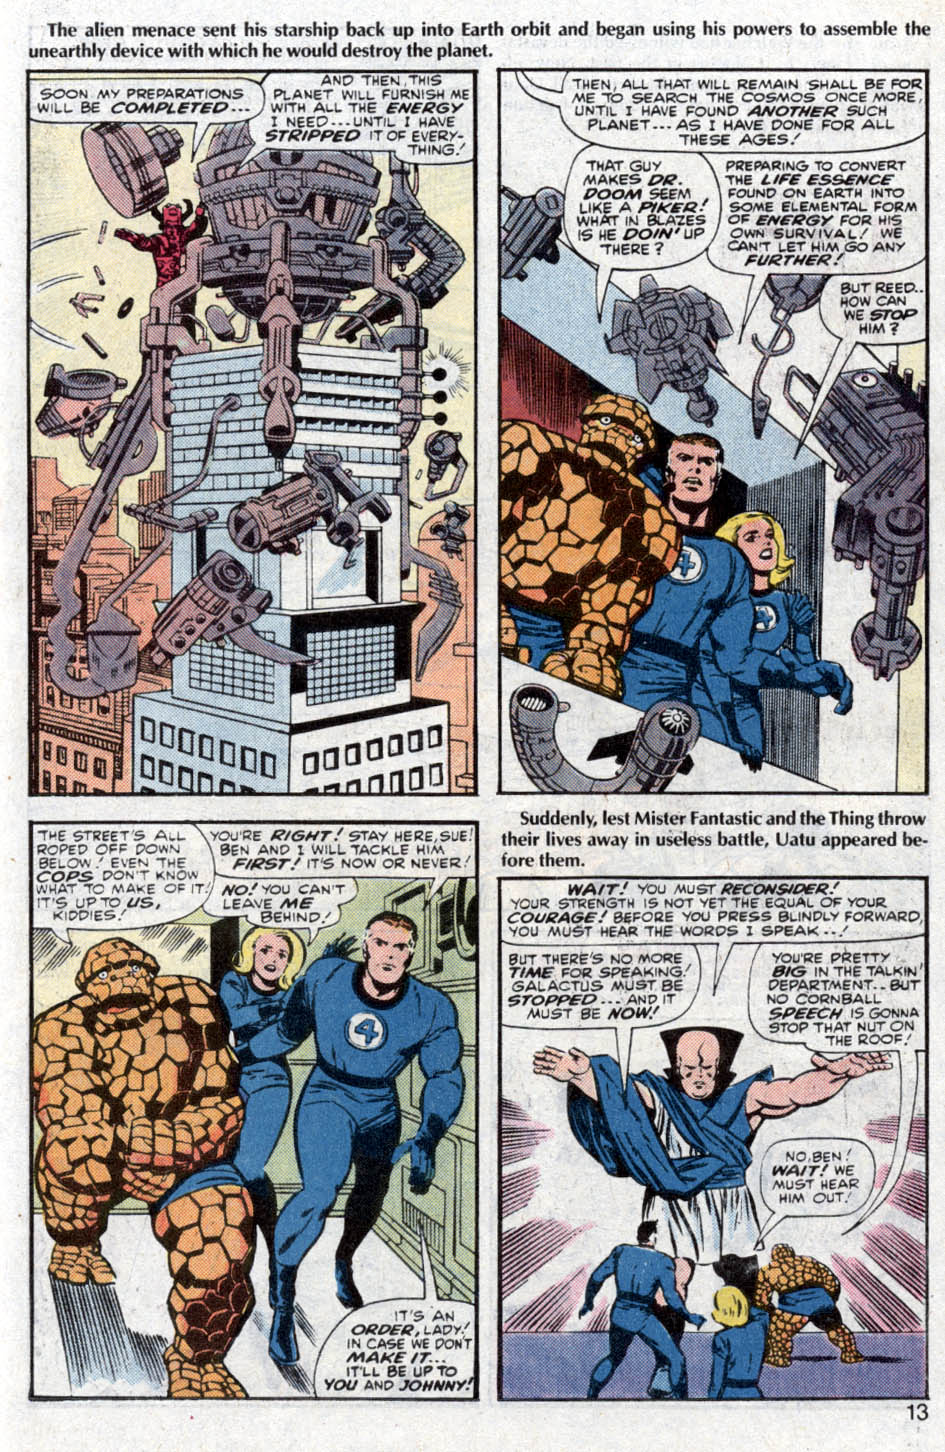 The alien menace sent his starship back up into Earth orbit and began using his powers to assemble the
unearthly device with which he would destroy the planet.
SOON MY PREPARATIONS
WILL BE COMPLETED...
AND THEN, THIS
PLANET WILL FURNISH ME
WITH ALL THE ENERGY
I NEED---UNTIL I HAVE
STRIPPED IT OF EVERY-
THING!
THEN, ALL THAT WILL REMAIN SHALL BE FOR
ME TO SEARCH THE COSMOS ONCE MORE,
UNTIL I HAVE FOUND ANOTHER SUCH
PLANET--- AS I HAVE DONE FOR ALL
THESE AGES!
THAT GUY
MAKES DR.
DOOM SEEM
LIKE A PIKER!
WHAT IN BLAZES
IS HE DOIN' UP
THERE?
PREPARING TO CONVERT
THE LIFE ESSENCE
FOUND ON EARTH INTO
SOME ELEMENTAL FORM
OF ENERGY FOR HIS
OWN SURVIVAL! WE
CAN'T LET HIM GO ANY
FURTHER!
BUT REED..
HOW CAN
WE STOP
HIM?
THE STREET'S ALL
ROPED OFF DOWN
BELOW! EVEN THE
COPS DON'T KNOW
WHAT TO MAKE OF IT!
IT'S UP TO US,
KIDDIES!
YOU'RE RIGHT! STAY HERE, SUE!
BEN AND I WILL TACKLE HIM
FIRST! IT'S NOW OR NEVER!
NO! YOU CAN'T
LEAVE ME
BEHIND!
4
IT'S AN
ORDER, LADY!
IN CASE WE DON'T
MAKE IT...
IT'LL BE UP TO
YOU AND JOHNNY!
Suddenly, lest Mister Fantastic and the Thing throw
their lives away in useless battle, Uatu appeared be-
fore them.
WAIT! YOU MUST RECONSIDER!
YOUR STRENGTH IS NOT YET THE EQUAL OF YOUR
COURAGE! BEFORE YOU PRESS BLINDLY FORWARD,
YOU MUST HEAR THE WORDS I SPEAK--.!
BUT THERE'S NO MORE
TIME FOR SPEAKING!
GALACTUS MUST BE
STOPPED... AND IT
MUST BE NOW!
YOU'RE PRETTY
BIG IN THE TALKIN'
DEPARTMENT.. BUT
NO CORNBALL
SPEECH IS GONNA
STOP THAT NUT ON
THE ROOF!
NO, BEN!
WAIT! WE
MUST HEAR
HIM OUT!
13